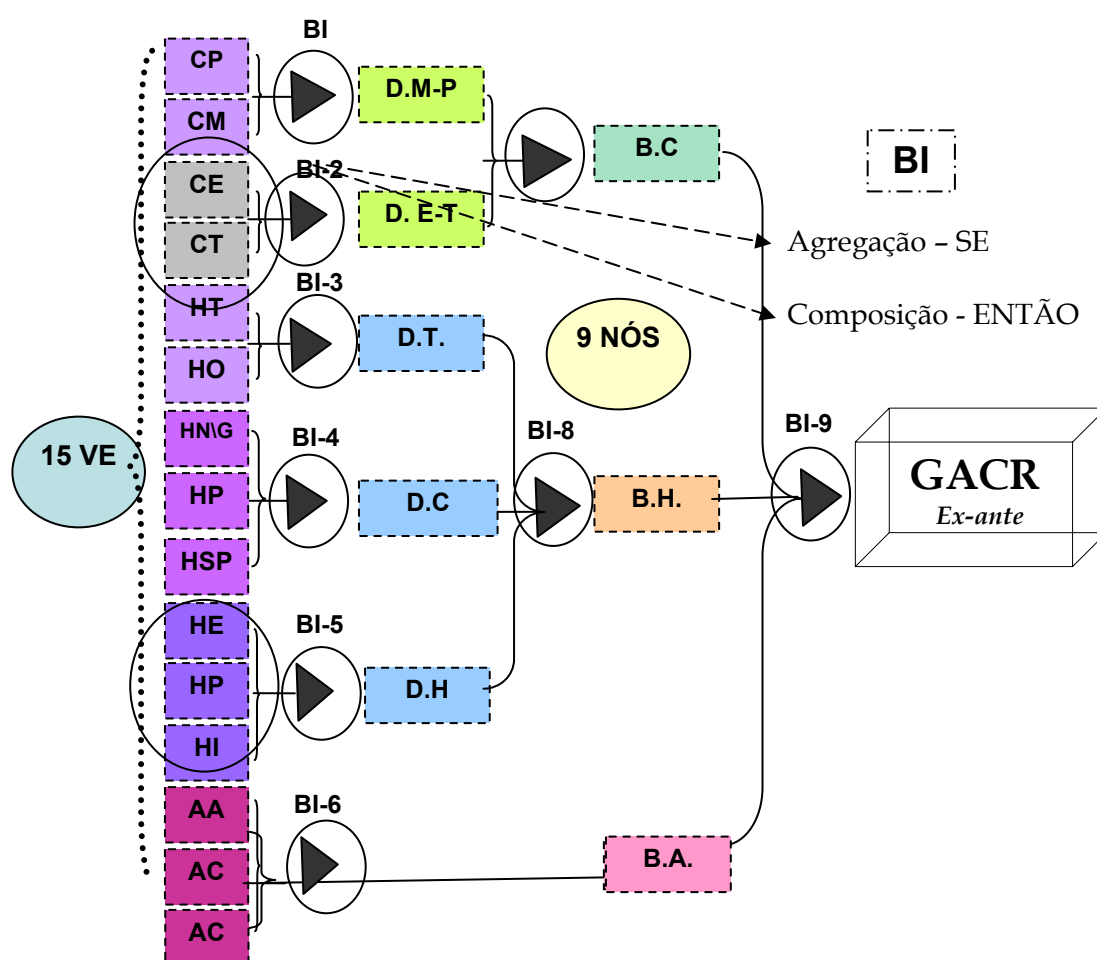 BI
CP
D.M-P
CM
B.C
BI
BI-2
CE
D. E-T
CT
Agregação – SE
BI-3
HT
Composição - ENTÃO
9 NÓS
D.T.
HO
HN\G
BI-4
BI-8
BI-9
15 VE
GACR
Ex-ante
HP
D.C
B.H.
HSP
HE
BI-5
HP
D.H
HI
BI-6
AA
B.A.
AC
AC